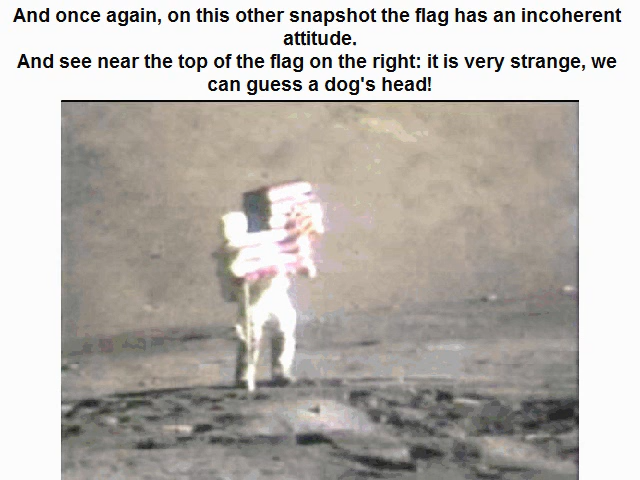 And once again, on this other snapshot the flag has an incoherent
attitude.
And see near the top of the flag on the right: it is very strange, we
can guess a dog's head!